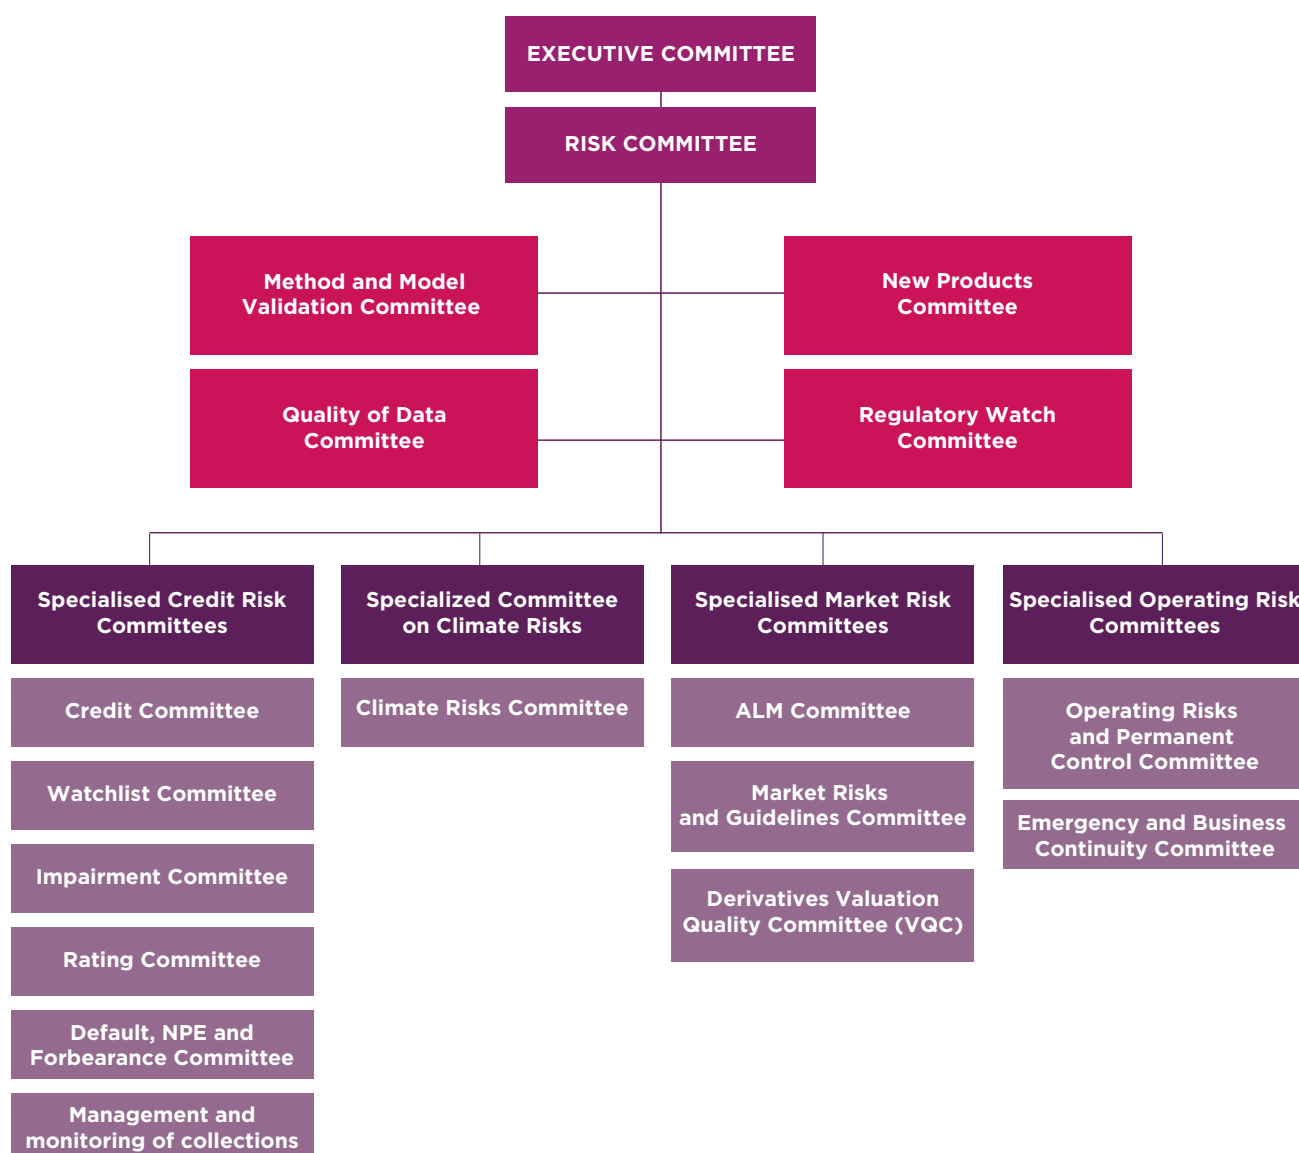 EXECUTIVE COMMITTEE
RISK COMMITTEE
Method and Model
Validation Committee
New Products
Committee
Quality of Data
Committee
Regulatory Watch
Committee
Specialised Credit Risk
Committees
Credit Committee
Watchlist Committee
Impairment Committee
Rating Committee
Default, NPE and
Forbearance Committee
Management and
monitoring of collections
Specialized Committee
on Climate Risks
Climate Risks Committee
Specialised Market Risk
Committees
ALM Committee
Market Risks
and Guidelines Committee
Derivatives Valuation
Quality Committee (VQC)
Specialised Operating Risk
Committees
Operating Risks
and Permanent
Control Committee
Emergency and Business
Continuity Committee